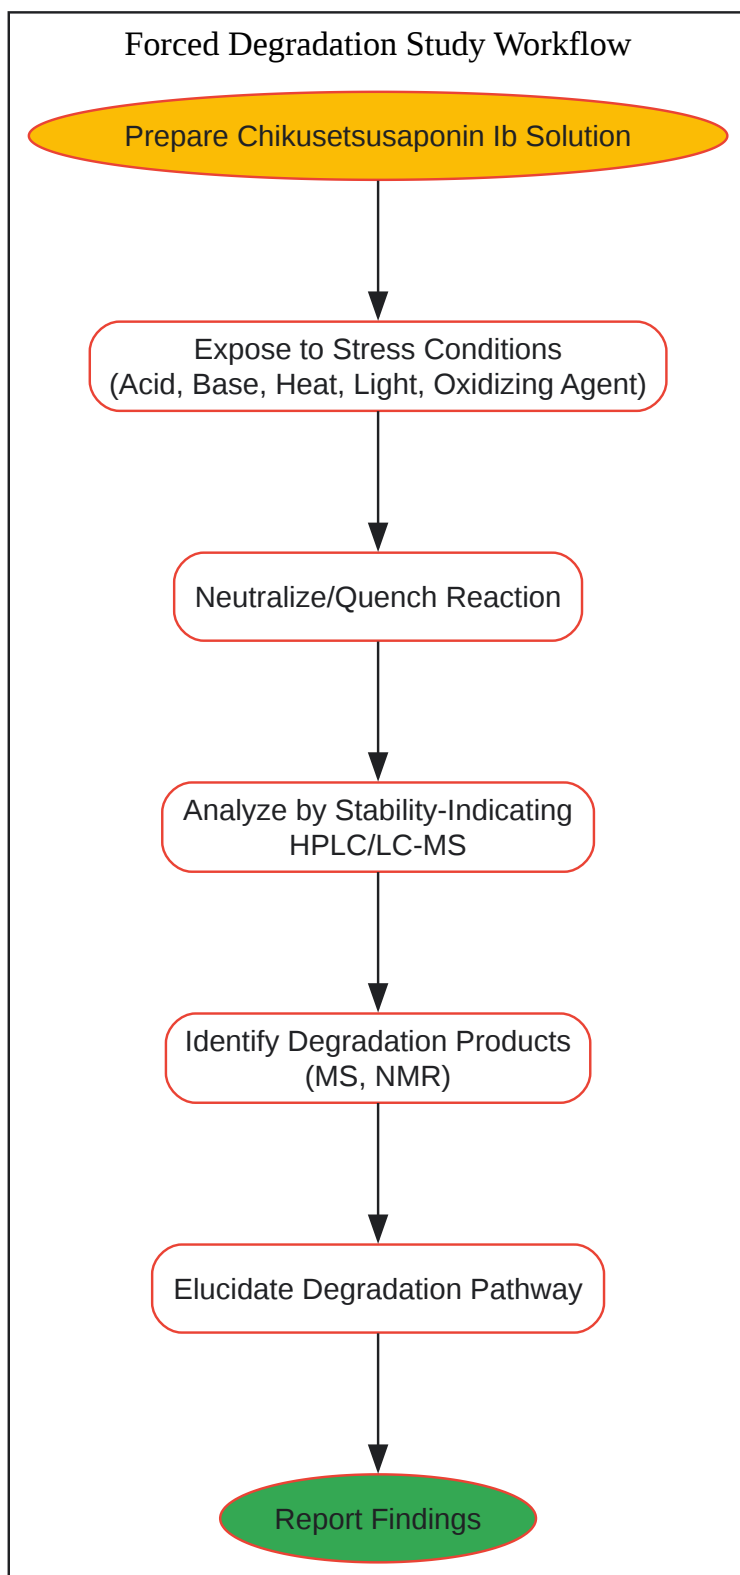 Forced Degradation Study Workflow
Prepare Chikusetsusaponin Ib Solution
Expose to Stress Conditions
(Acid, Base, Heat, Light, Oxidizing Agent)
Neutralize/Quench Reaction
Analyze by Stability-Indicating
HPLC/LC-MS
Identify Degradation Products
(MS, NMR)
Elucidate Degradation Pathway
Report Findings